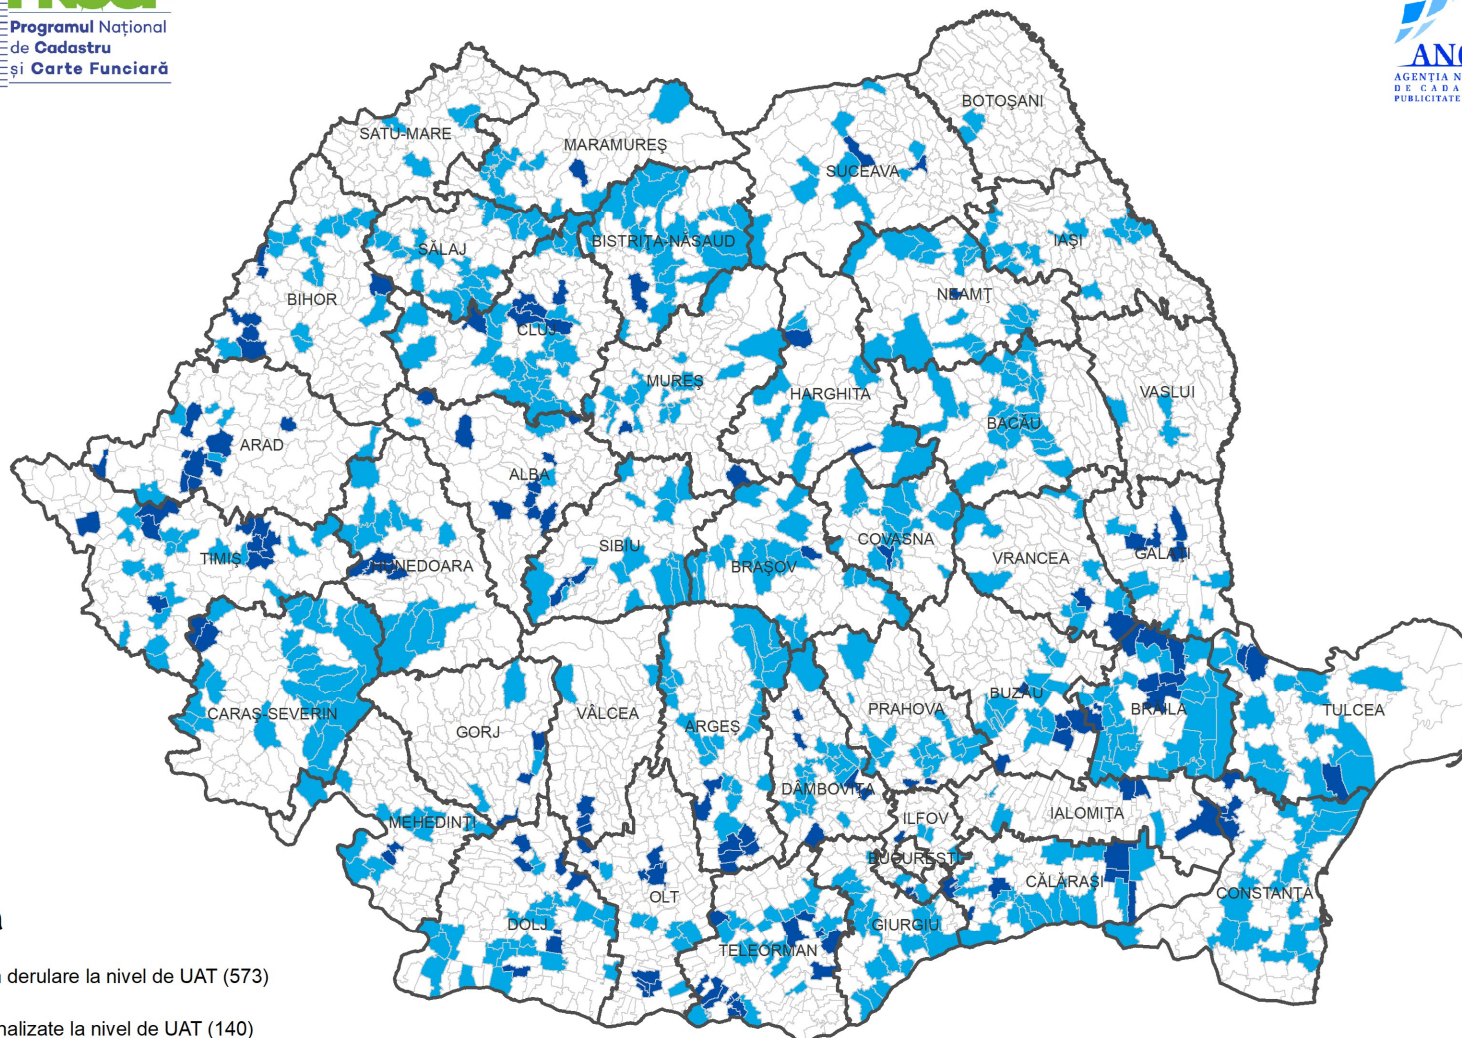 Programul Național
de Cadastru
și Carte Funciară
AGENȚIA N
DE CADA
PUBLICITATE
BOTOȘANI
SATU-MARE
MARAMUREȘ
SUCEAVA
IAȘI
SĂLAJ
BISTRIȚA-NĂSAUD
BIHOR
NEAMȚ
CLUJ
MUREȘ
HARGHITA
VASLUI
BACĂU
ARAD
ALBA
TIMIȘ
HUNEDOARA
SIBIU
BRAȘOV
COVASNA
VRANCEA
GALAȚI
CARAȘ-SEVERIN
GORJ
VÂLCEA
ARGEȘ
PRAHOVA
BUZĂU
BRĂILA
TULCEA
DÂMBOVIȚA
MEHEDINȚI
ILFOV
IALOMIȚA
BUCUREȘTI
CĂLĂRAȘI
CONSTANȚA
OLT
DOLJ
GIURGIU
TELEORMAN
derulare la nivel de UAT (573)
nalizate la nivel de UAT (140)